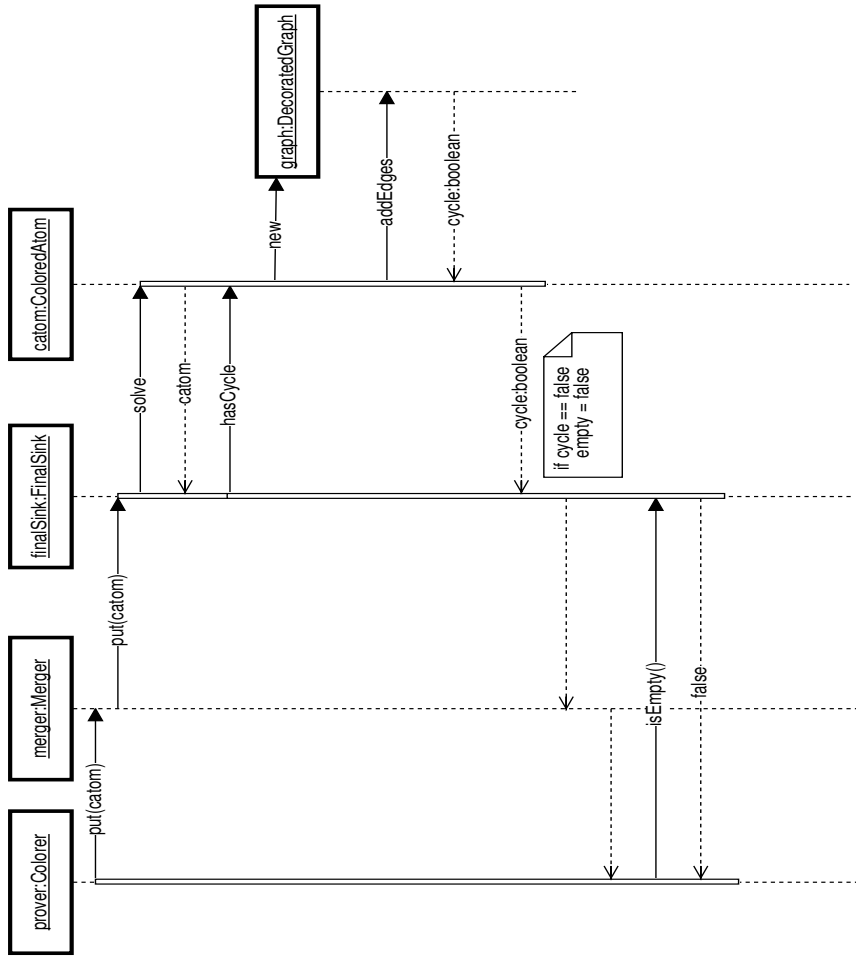 prover:Colorer
merger:Merger
finalSink:FinalSink
catom:ColoredAtom
put(catom)
put(catom)
solve
catom
hasCycle
new
graph:DecoratedGraph
addEdges
cycle:boolean
cycle:boolean
if cycle == false
empty = false
isEmpty()
false